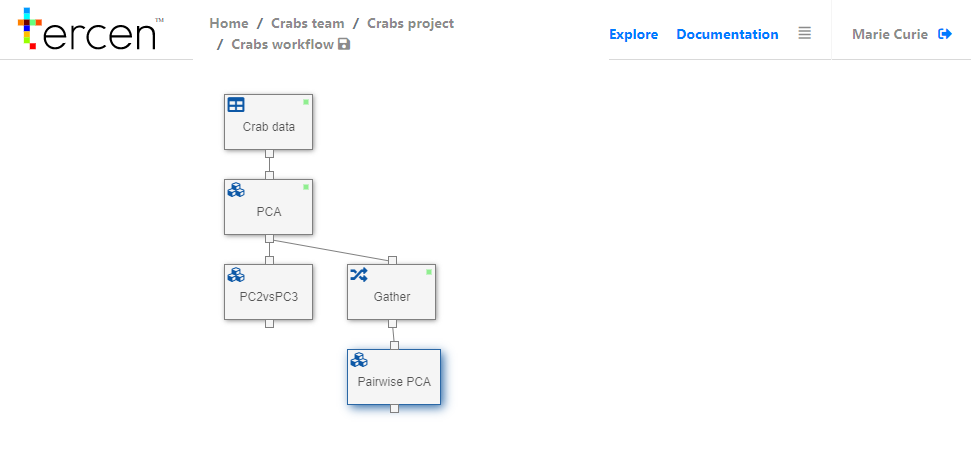 tercen™
Home / Crabs team / Crabs project
/ Crabs workflow
Explore Documentation Marie Curie
Crab data
PCA
PC2vsPC3 Gather
Pairwise PCA